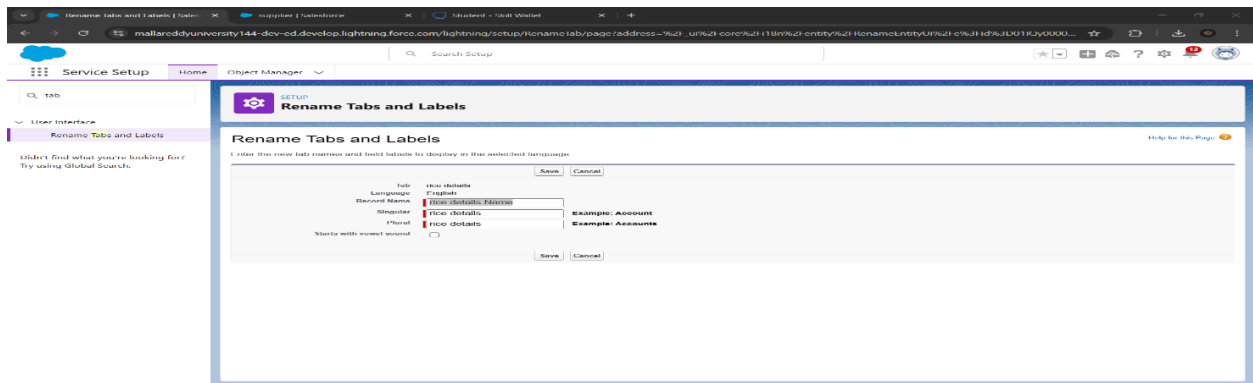 Rename Tabs and Labels | Sales
supplier | Salesforce
Student - Skill Wallet
mallareddyuniversity144-dev-ed.develop.lightning.force.com/lightning/setup/RenameTab/page?address=%2F_ui%2Fcore%2Fi18n%2Fentity%2FRenameEntityUi%2Fe%3Fid%3D01IQy0000...
Search Setup
12
Service Setup
Home
Object Manager
tab
User Interface
Rename Tabs and Labels
Didn't find what you're looking for?
Try using Global Search.
SETUP
Rename Tabs and Labels
Rename Tabs and Labels
Help for this Page
Enter the new tab names and field labels to display in the selected language
Save Cancel
Tab rice details
Language English
Record Name rice details Name
Singular rice details Example: Account
Plural rice details Example: Accounts
Starts with vowel sound
Save Cancel